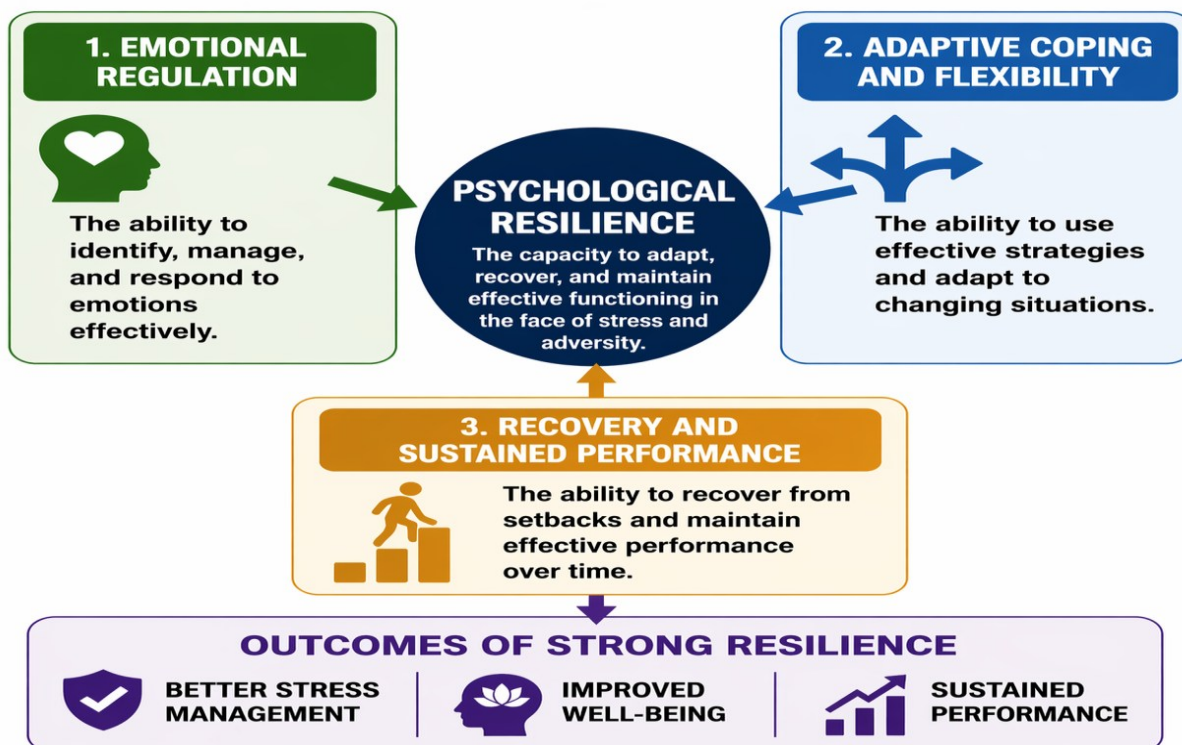 1. EMOTIONAL
REGULATION
The ability to
identify, manage,
and respond to
emotions
effectively.
PSYCHOLOGICAL
RESILIENCE
The capacity to adapt,
recover, and maintain
effective functioning in
the face of stress and
adversity.
2. ADAPTIVE COPING
AND FLEXIBILITY
The ability to use
effective strategies
and adapt to
changing situations.
3. RECOVERY AND
SUSTAINED PERFORMANCE
The ability to recover from
setbacks and maintain
effective performance
over time.
OUTCOMES OF STRONG RESILIENCE
BETTER STRESS
MANAGEMENT
IMPROVED
WELL-BEING
SUSTAINED
PERFORMANCE